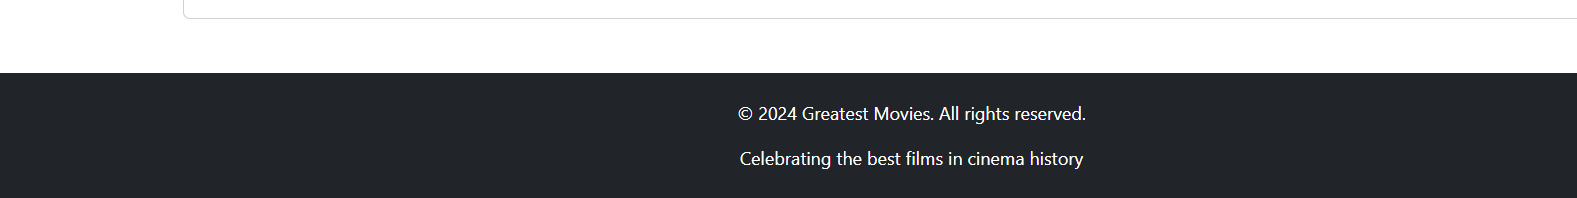 © 2024 Greatest Movies. All rights reserved.
Celebrating the best films in cinema history